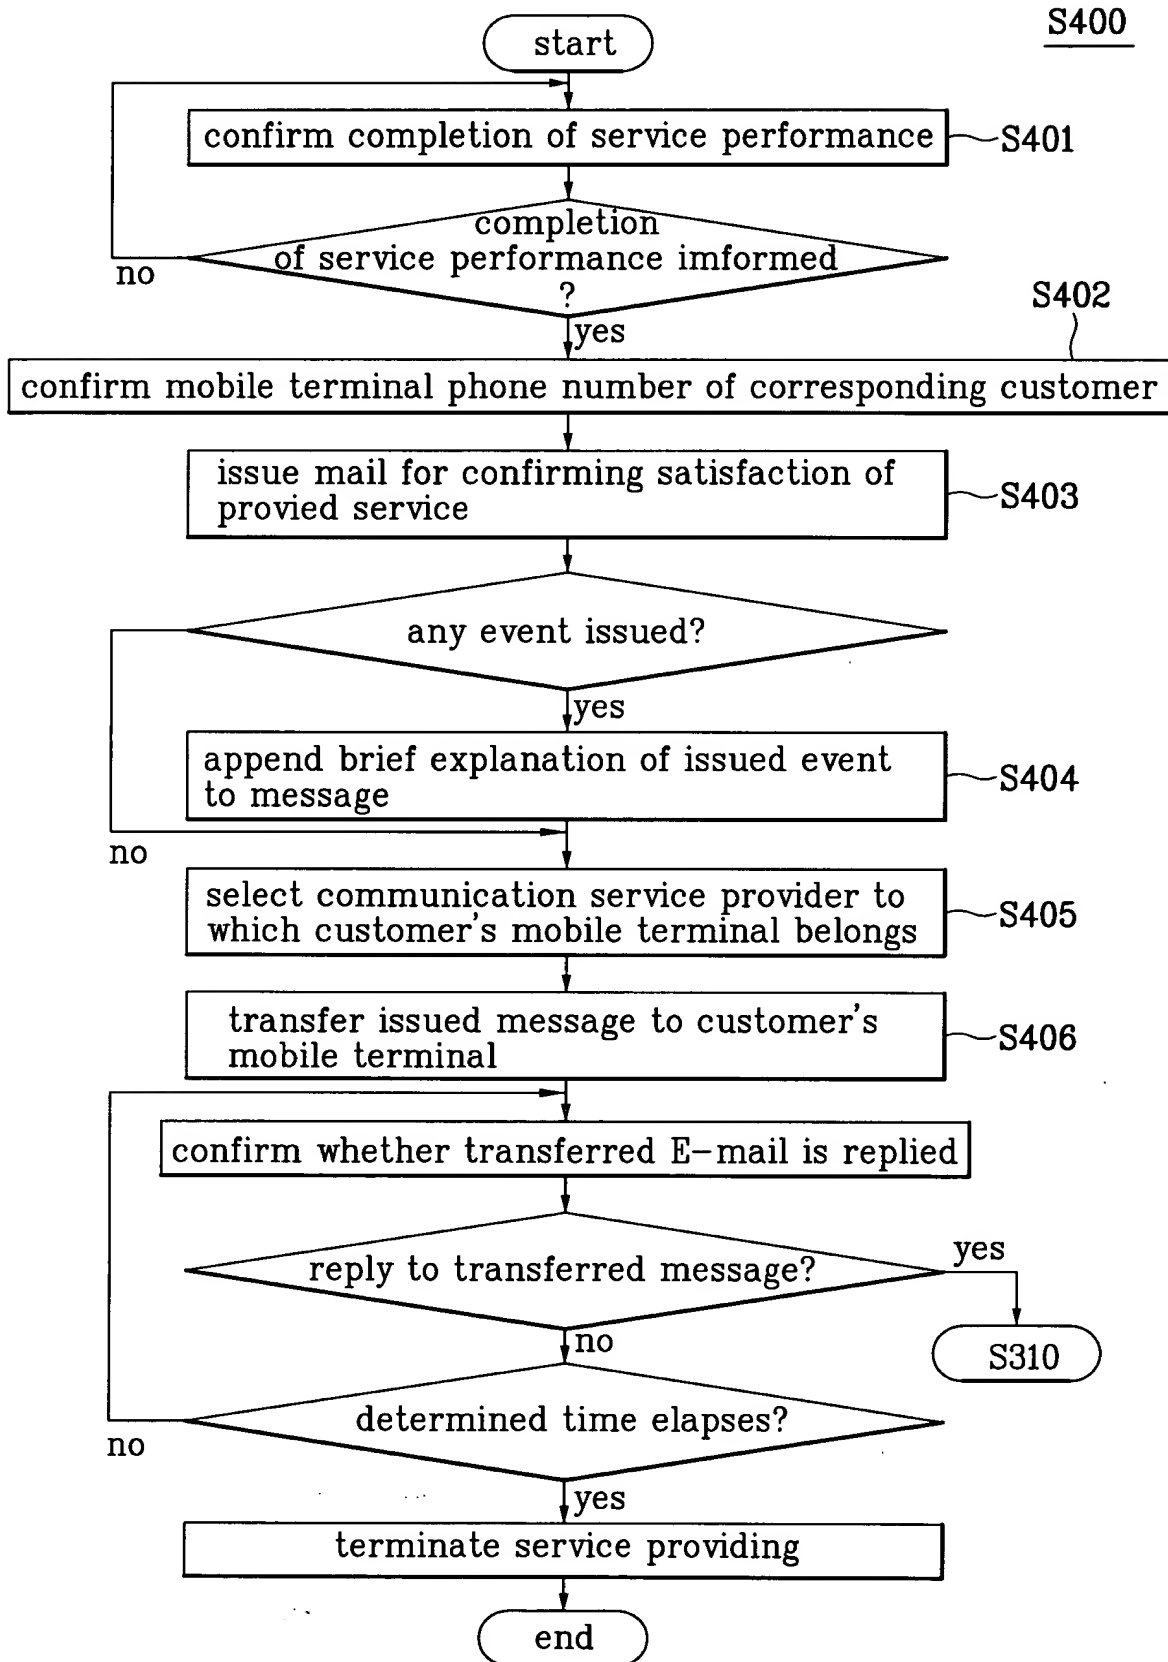 S400
start
confirm completion of service performance
S401
completion
of service performance imformed
?
no
yes
S402
confirm mobile terminal phone number of corresponding customer
issue mail for confirming satisfaction of
provied service
S403
any event issued?
yes
append brief explanation of issued event
to message
S404
no
select communication service provider to
which customer's mobile terminal belongs
S405
transfer issued message to customer's
mobile terminal
S406
confirm whether transferred E-mail is replied
reply to transferred message?
yes
no
S310
determined time elapses?
no
yes
terminate service providing
end